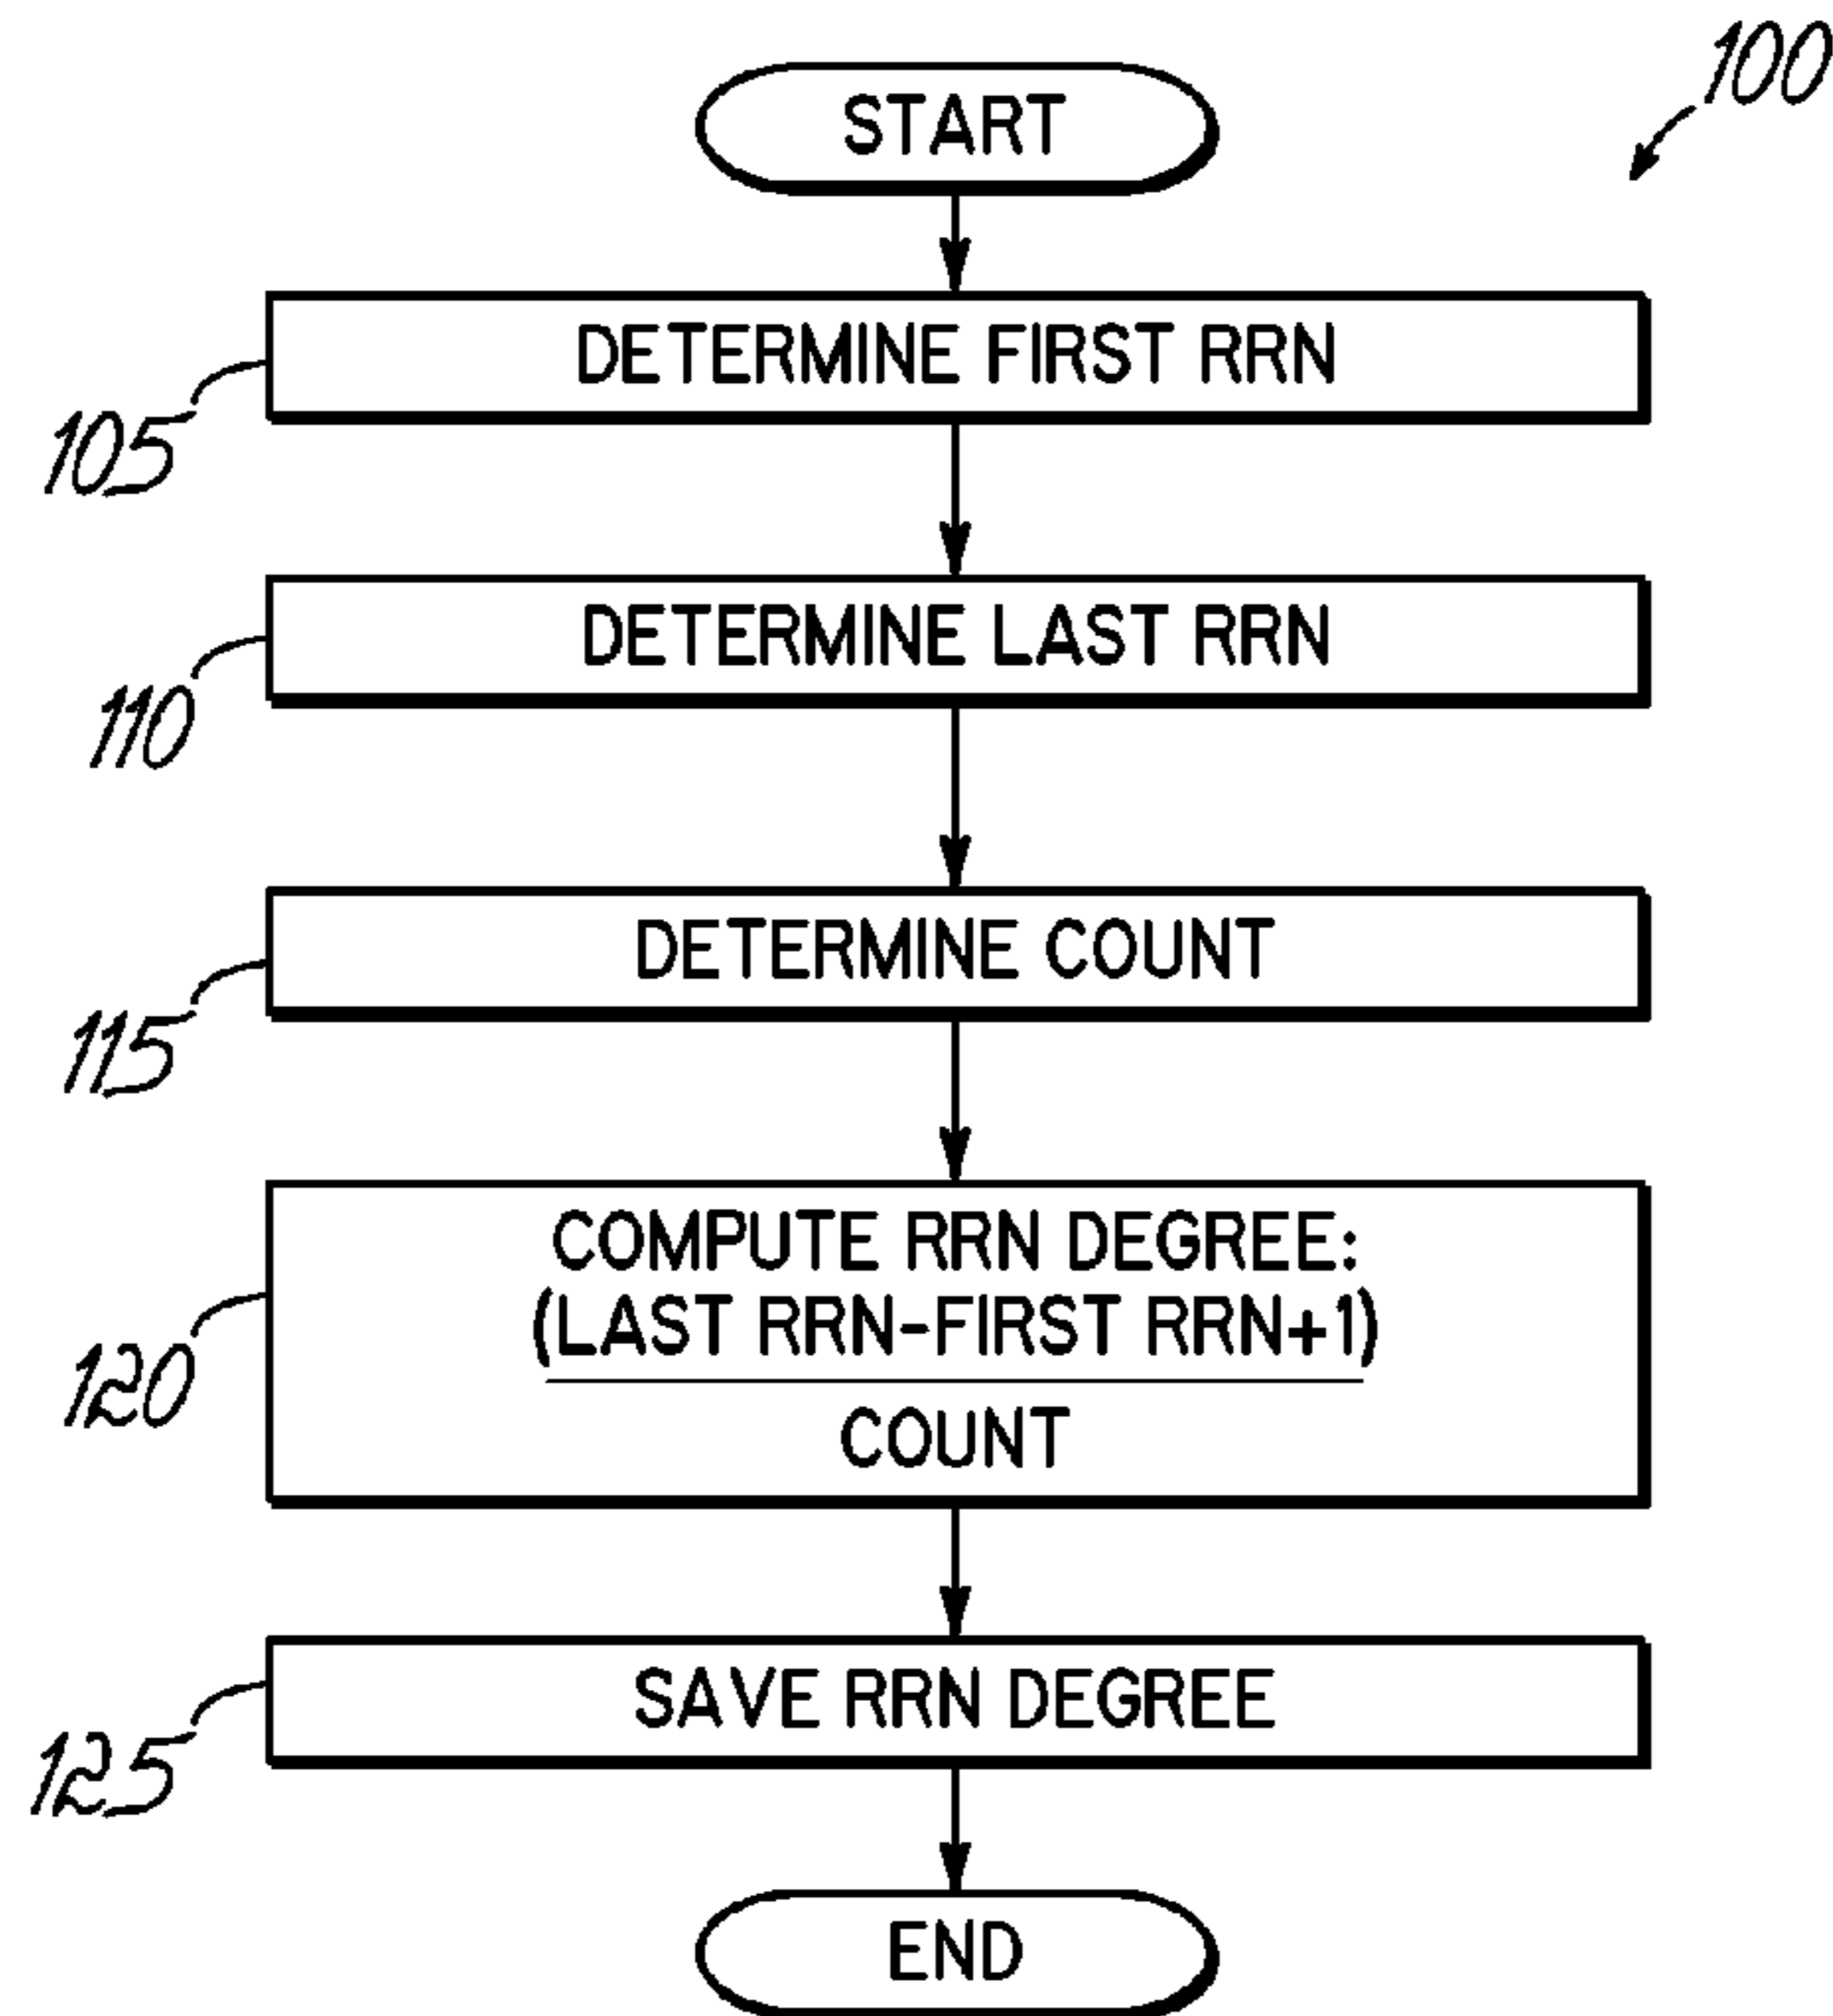 100
START
DETERMINE FIRST RRN
105
DETERMINE LAST RRN
110
DETERMINE COUNT
115
COMPUTE RRN DEGREE:
(LAST RRN-FIRST RRN+1)
COUNT
120
SAVE RRN DEGREE
125
END